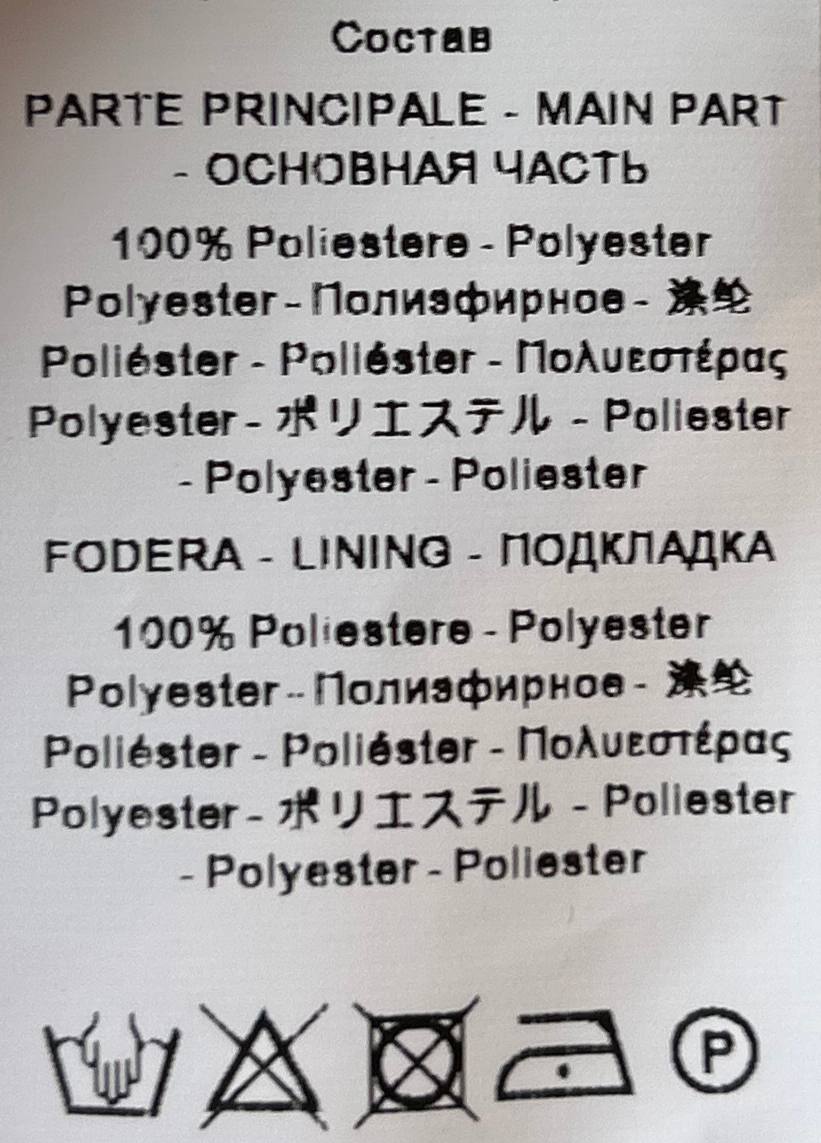 Состав
PARTE PRINCIPALE - MAIN PART
- ОСНОВНАЯ ЧАСТЬ
100% Poliestere - Polyester
Polyester - Полиэфирное - 涤纶
Poliéster - Poliéster - Πολυεστέρας
Polyester - ポリエステル - Poliester
- Polyester - Poliester
FODERA - LINING - ПОДКЛАДКА
100% Poliestere - Polyester
Polyester - Полиэфирное - 涤纶
Poliéster - Poliéster - Πολυεστέρας
Polyester - ポリエステル - Poliester
- Polyester - Poliester
P